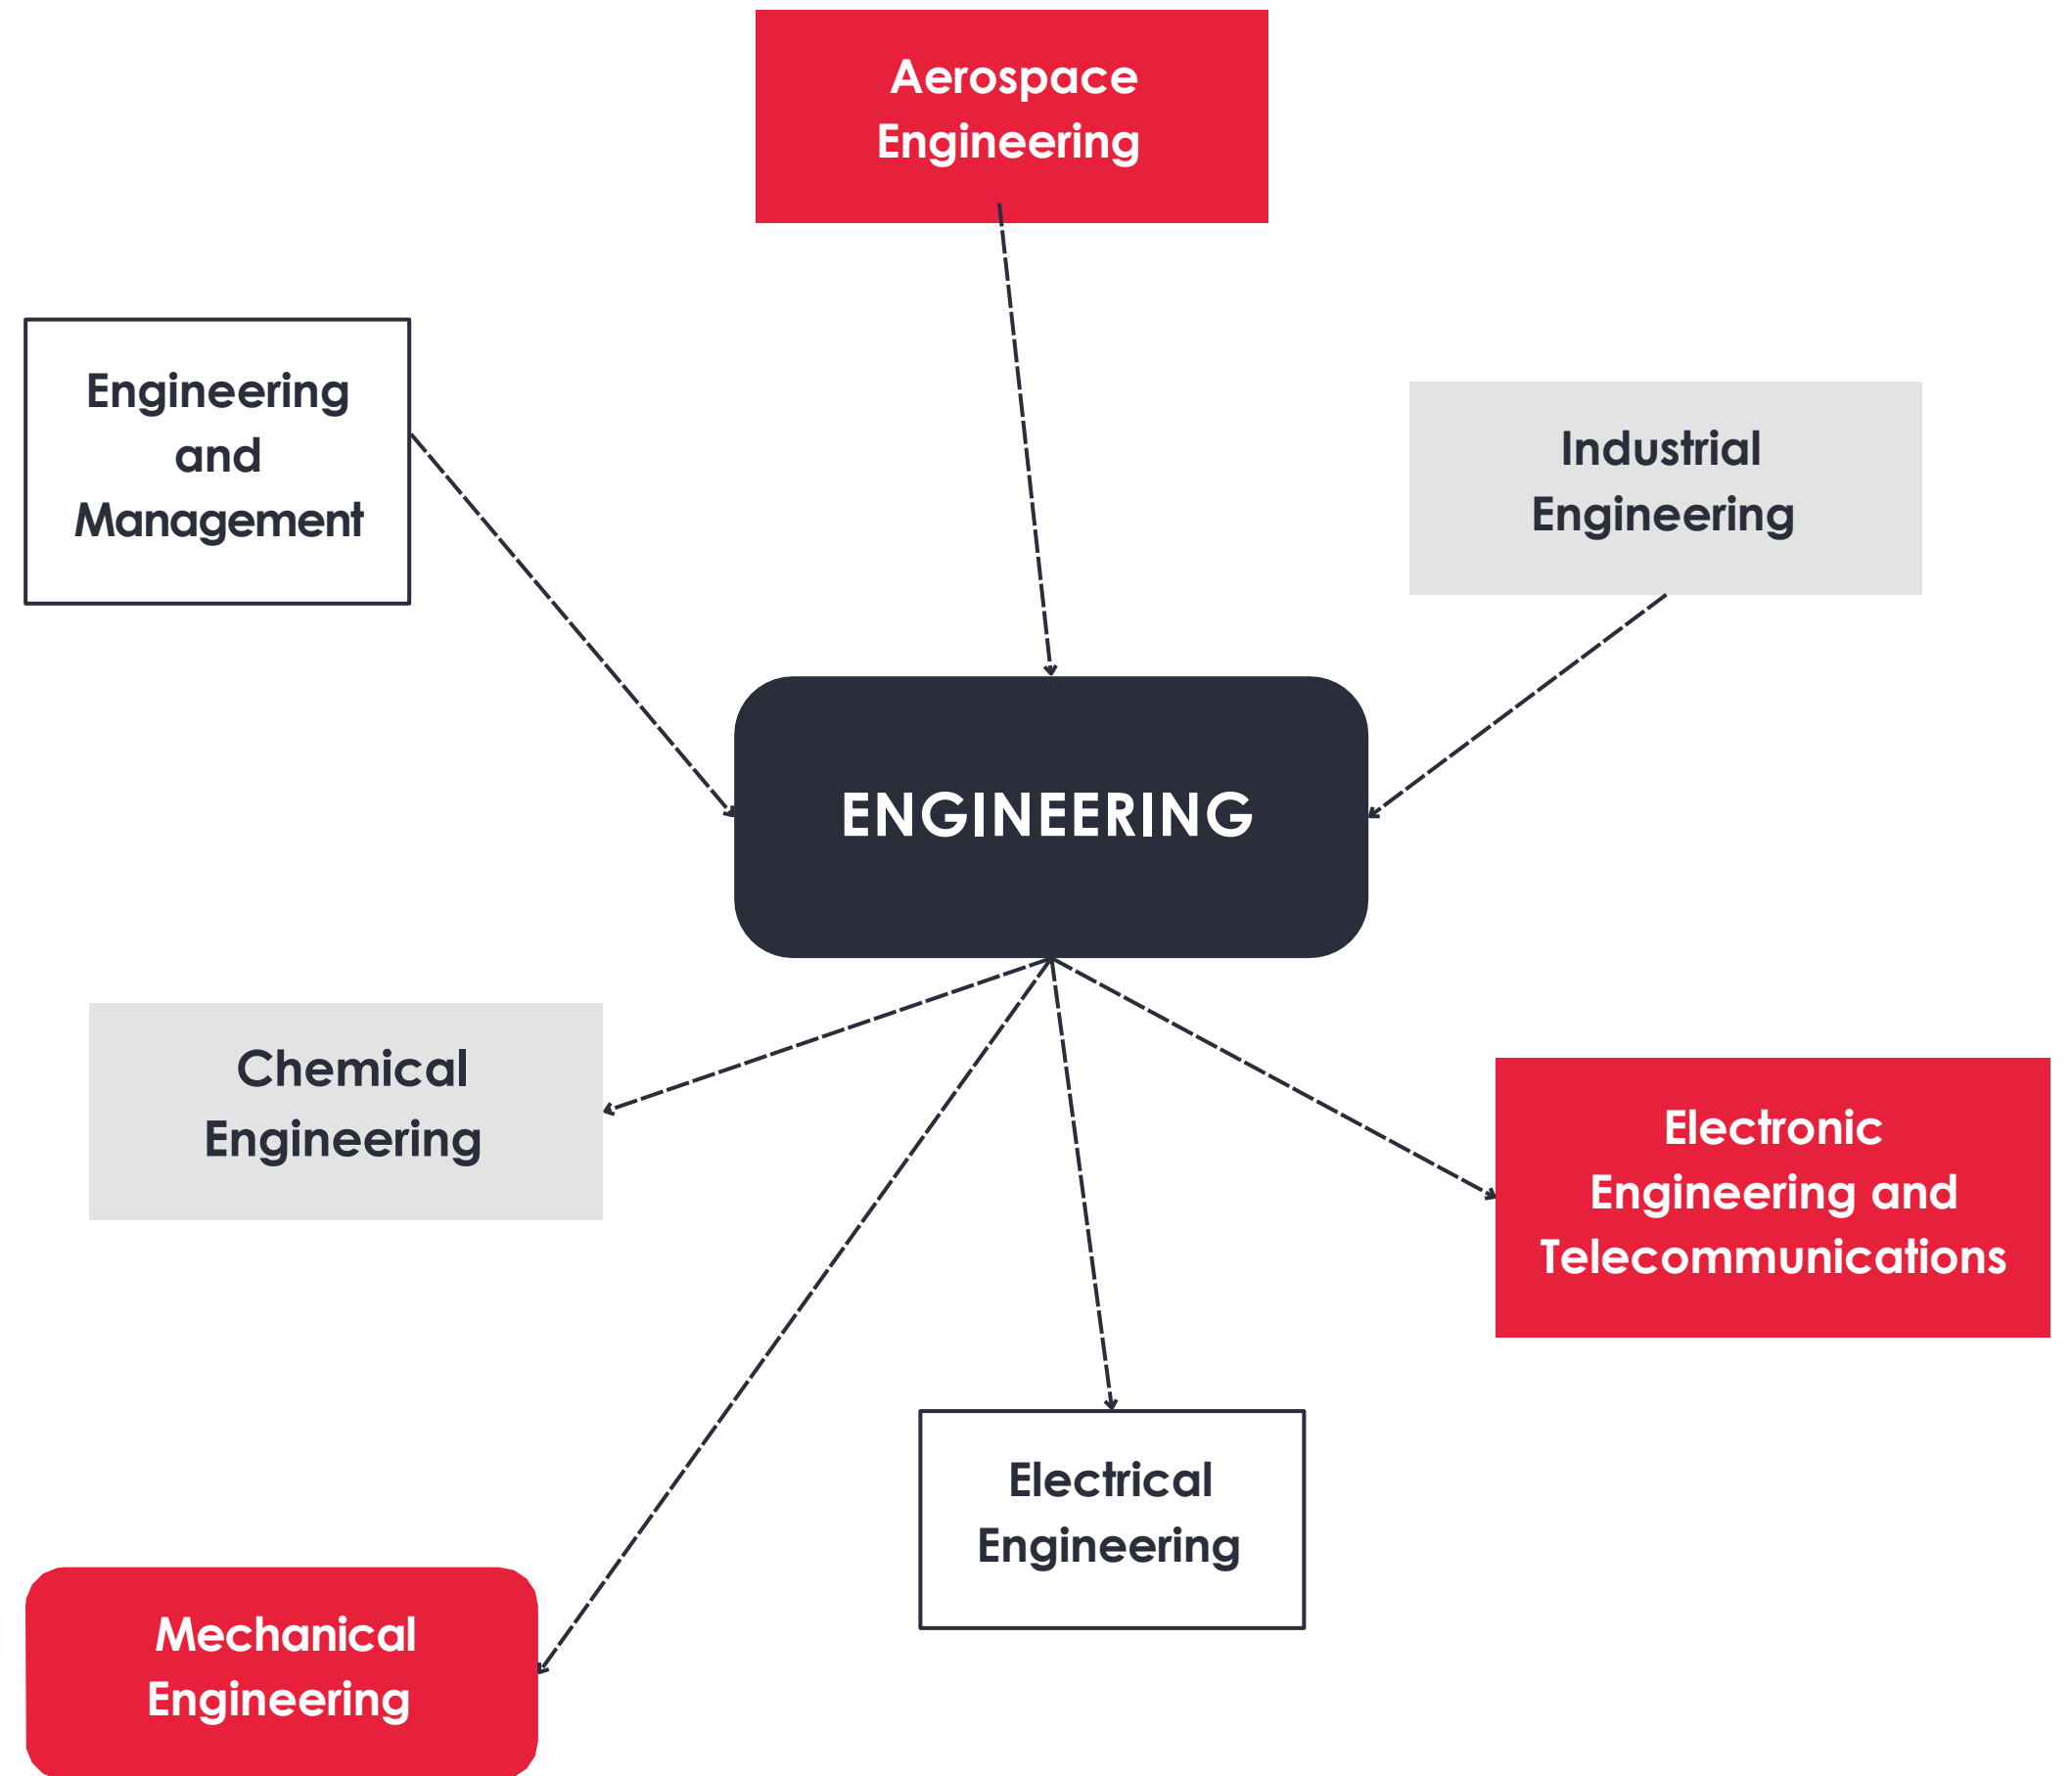 Aerospace
Engineering
Engineering
and
Management
Industrial
Engineering
ENGINEERING
Chemical
Engineering
Electronic
Engineering and
Telecommunications
Electrical
Engineering
Mechanical
Engineering